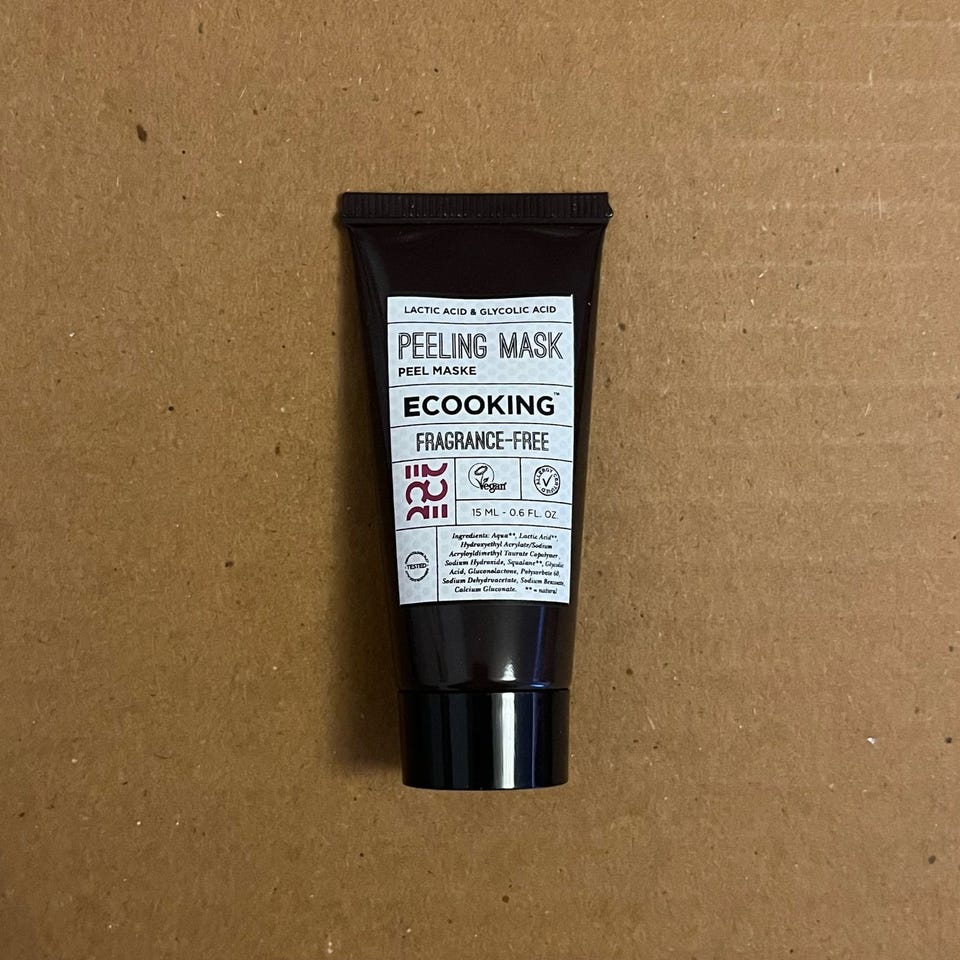 LACTIC ACID & GLYCOLIC ACID
PEELING MASK
PEEL MASKE
ECOOKING™
FRAGRANCE-FREE
Vegan
ALLERGY CERTIFIED
15 ML - 0.6 FL. OZ.
TESTED
Ingredients: Aqua**, Lactic Acid**,
Hydroxyethyl Acrylate/Sodium
Acryloyldimethyl Taurate Copolymer,
Sodium Hydroxide, Squalane**, Glycolic
Acid, Gluconolactone, Polysorbate 60,
Sodium Dehydroacetate, Sodium Benzoate,
Calcium Gluconate. ** = natural